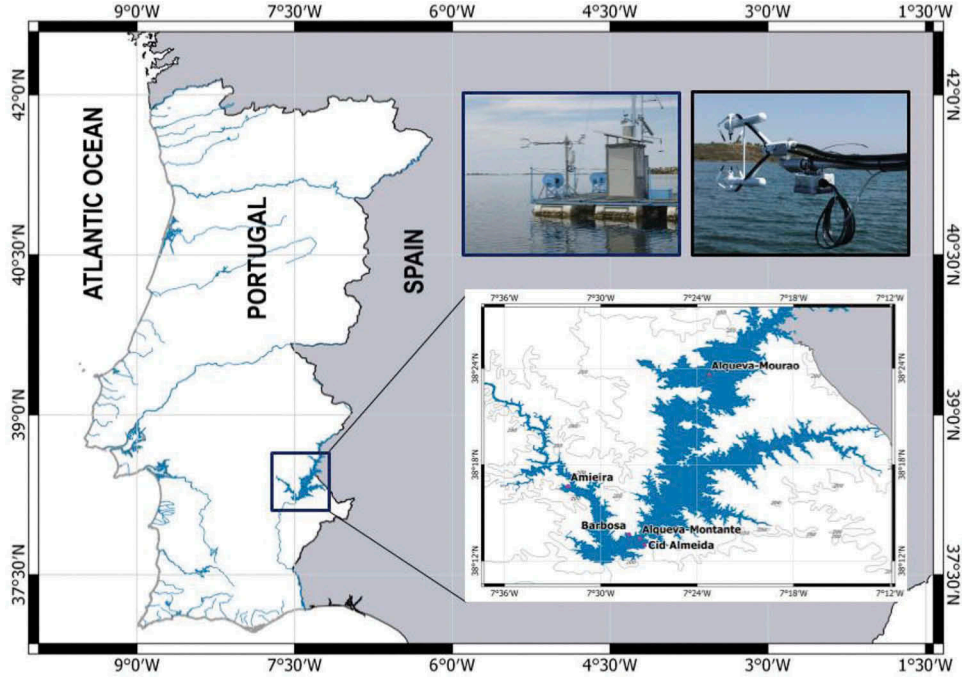 9°0'W 7°30'W 6°0'W 4°30'W 3°0'W 1°30'W
42°0'N
40°30'N
39°0'N
37°30'N
ATLANTIC OCEAN
PORTUGAL
SPAIN
42°0'N
40°30'N
39°0'N
37°30'N
7°36'W 7°30'W 7°24'W 7°18'W 7°12'W
38°24'N
38°18'N
38°12'N
Alqueva-Mourao
Amieira
Barbosa
Alqueva-Montante
Cid Almeida
38°24'N
38°18'N
38°12'N
7°36'W 7°30'W 7°24'W 7°18'W 7°12'W
9°0'W 7°30'W 6°0'W 4°30'W 3°0'W 1°30'W